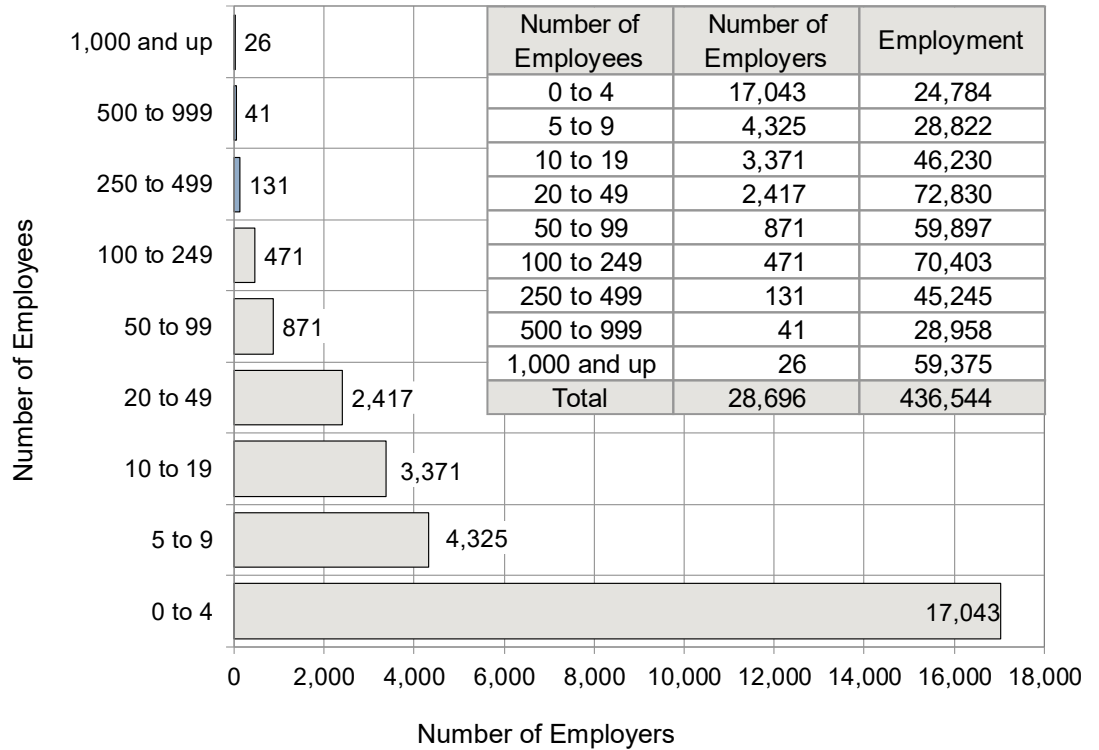 1,000 and up 26
500 to 999 41
250 to 499 131
100 to 249 471
50 to 99 871
20 to 49 2,417
10 to 19 3,371
5 to 9 4,325
0 to 4 17,043
0 2,000 4,000 6,000 8,000 10,000 12,000 14,000 16,000 18,000
Number of Employers
Number of Employees
Number of Employees Number of Employers Employment
0 to 4 17,043 24,784
5 to 9 4,325 28,822
10 to 19 3,371 46,230
20 to 49 2,417 72,830
50 to 99 871 59,897
100 to 249 471 70,403
250 to 499 131 45,245
500 to 999 41 28,958
1,000 and up 26 59,375
Total 28,696 436,544